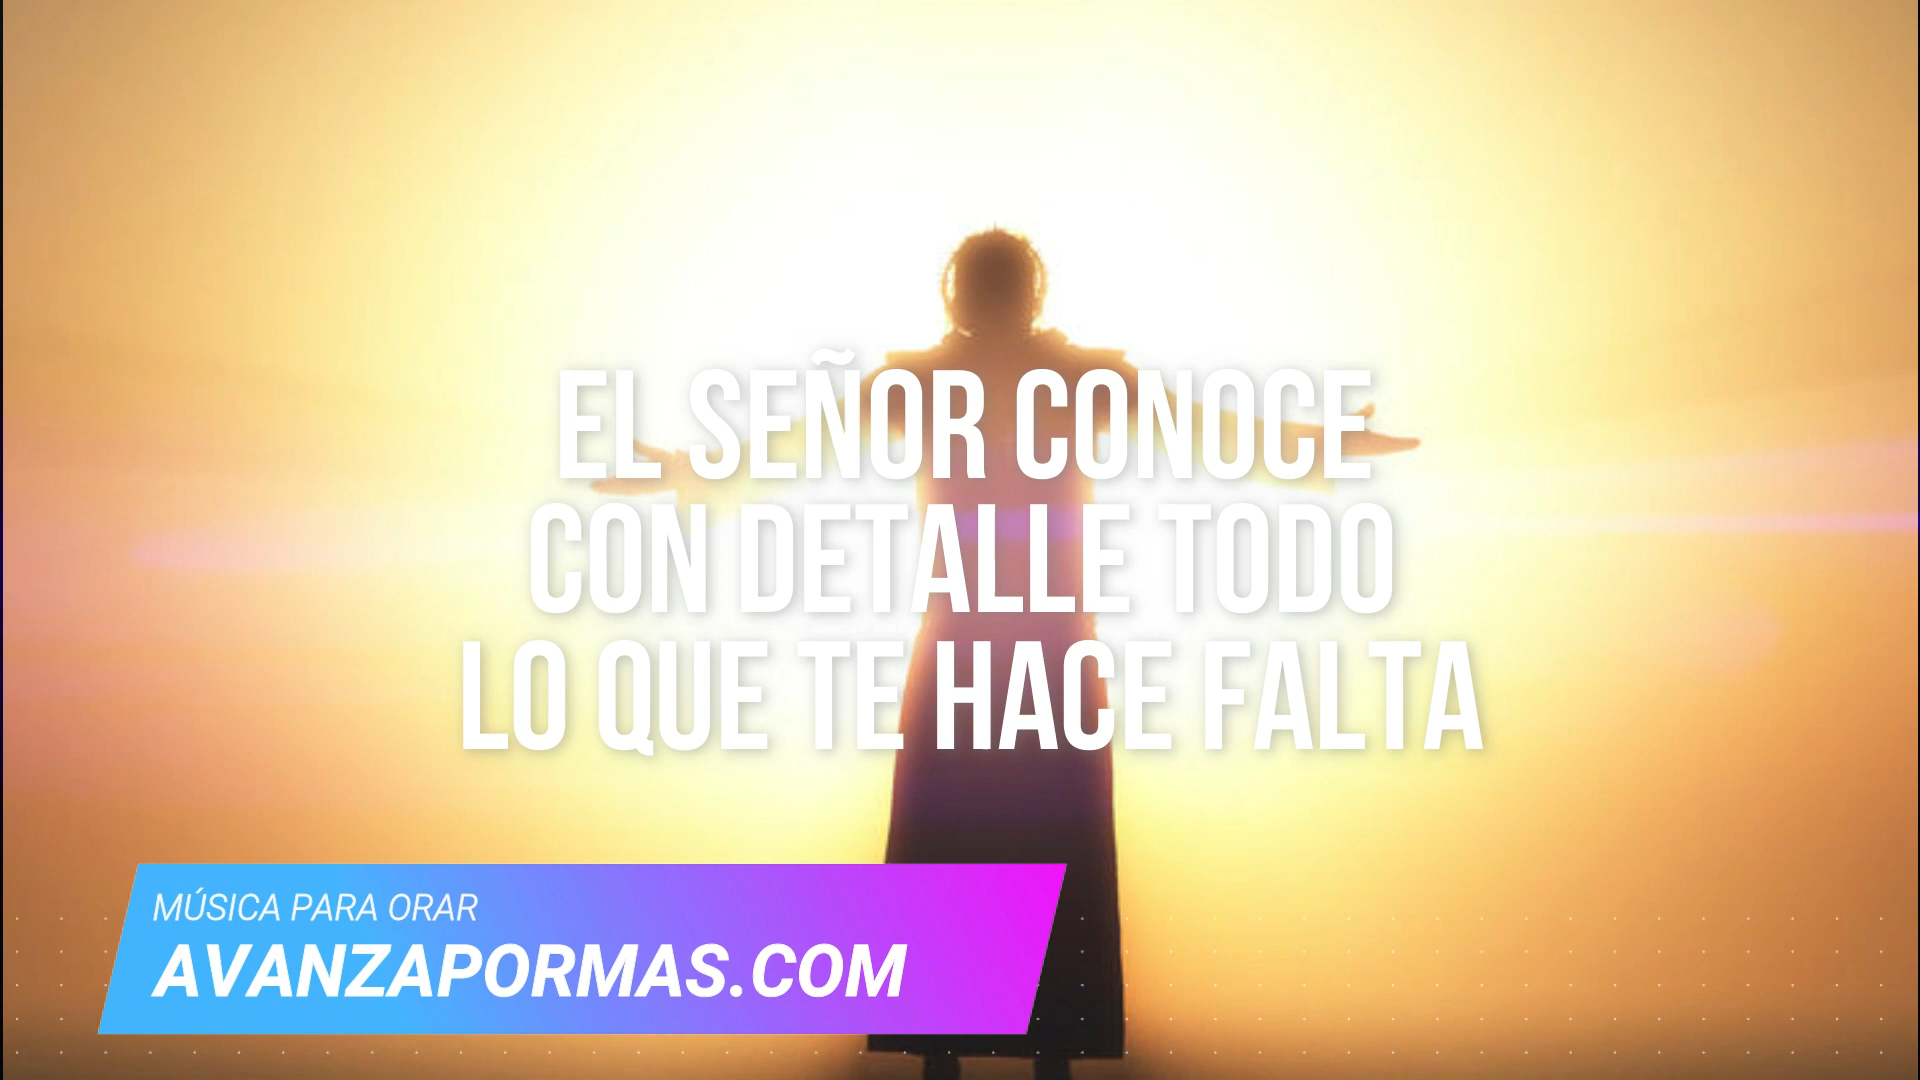 EL SEÑOR CONOCE
CON DETALLE TODO
LO QUE TE HACE FALTA
MÚSICA PARA ORAR
AVANZAPORMAS.COM